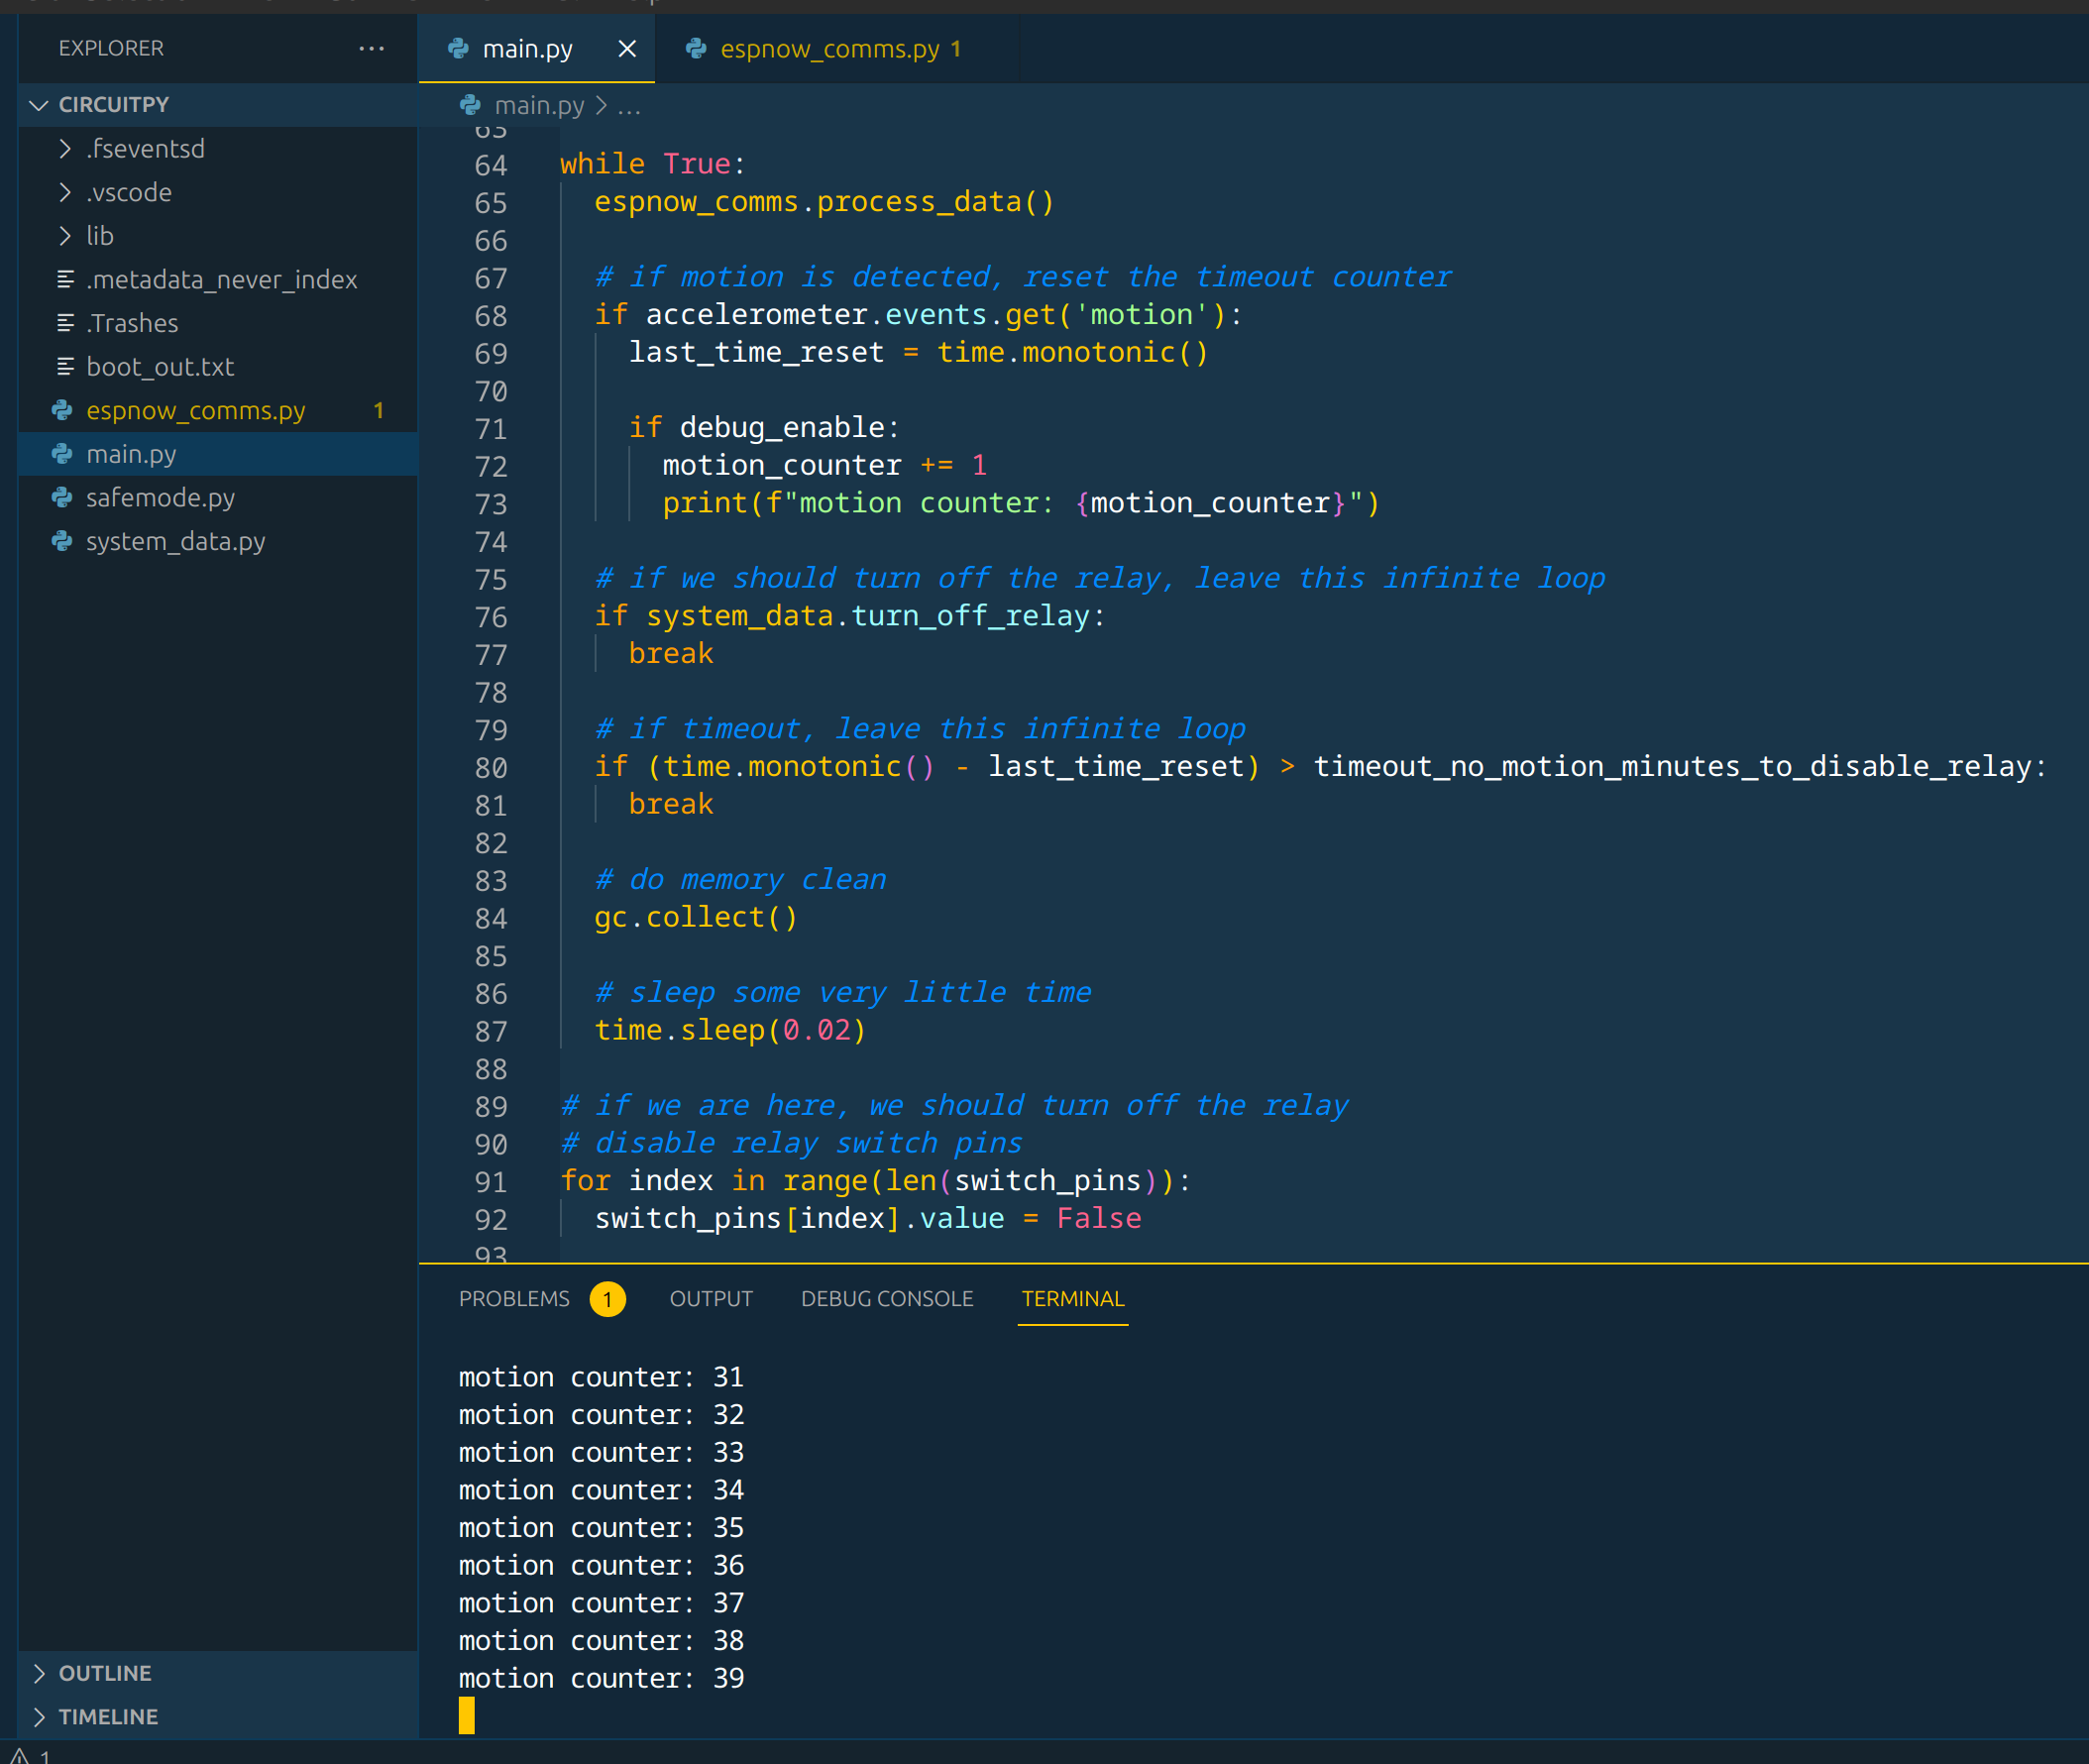 EXPLORER ...
CIRCUITPY
.fseventsd
.vscode
lib
.metadata_never_index
.Trashes
boot_out.txt
espnow_comms.py 1
main.py
safemode.py
system_data.py
OUTLINE
TIMELINE
main.py × espnow_comms.py 1
main.py > ...
63
64 while True:
65   espnow_comms.process_data()
66
67   # if motion is detected, reset the timeout counter
68   if accelerometer.events.get('motion'):
69     last_time_reset = time.monotonic()
70
71     if debug_enable:
72       motion_counter += 1
73       print(f"motion counter: {motion_counter}")
74
75   # if we should turn off the relay, leave this infinite loop
76   if system_data.turn_off_relay:
77     break
78
79   # if timeout, leave this infinite loop
80   if (time.monotonic() - last_time_reset) > timeout_no_motion_minutes_to_disable_relay:
81     break
82
83   # do memory clean
84   gc.collect()
85
86   # sleep some very little time
87   time.sleep(0.02)
88
89 # if we are here, we should turn off the relay
90 # disable relay switch pins
91 for index in range(len(switch_pins)):
92   switch_pins[index].value = False
93
PROBLEMS 1 OUTPUT DEBUG CONSOLE TERMINAL
motion counter: 31
motion counter: 32
motion counter: 33
motion counter: 34
motion counter: 35
motion counter: 36
motion counter: 37
motion counter: 38
motion counter: 39
1